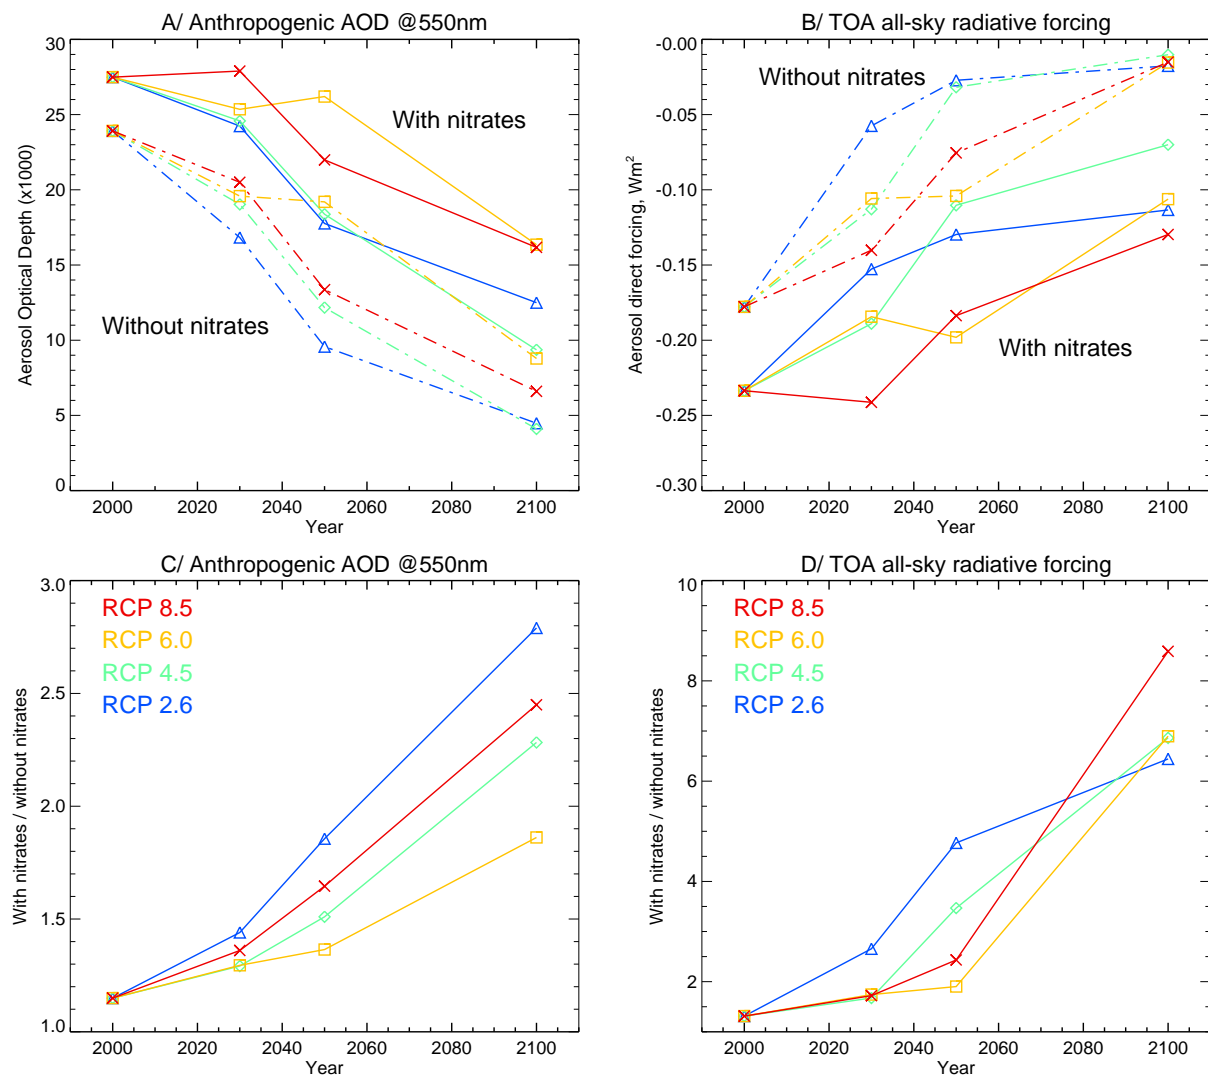 A/ Anthropogenic AOD @550nm
30
25
20
15
10
5
0
Aerosol Optical Depth (x1000)
With nitrates
Without nitrates
2000 2020 2040 2060 2080 2100
Year
B/ TOA all-sky radiative forcing
-0.00
-0.05
-0.10
-0.15
-0.20
-0.25
-0.30
Aerosol direct forcing, Wm²
Without nitrates
With nitrates
2000 2020 2040 2060 2080 2100
Year
C/ Anthropogenic AOD @550nm
3.0
2.5
2.0
1.5
1.0
With nitrates / without nitrates
RCP 8.5
RCP 6.0
RCP 4.5
RCP 2.6
2000 2020 2040 2060 2080 2100
Year
D/ TOA all-sky radiative forcing
10
8
6
4
2
With nitrates / without nitrates
RCP 8.5
RCP 6.0
RCP 4.5
RCP 2.6
2000 2020 2040 2060 2080 2100
Year